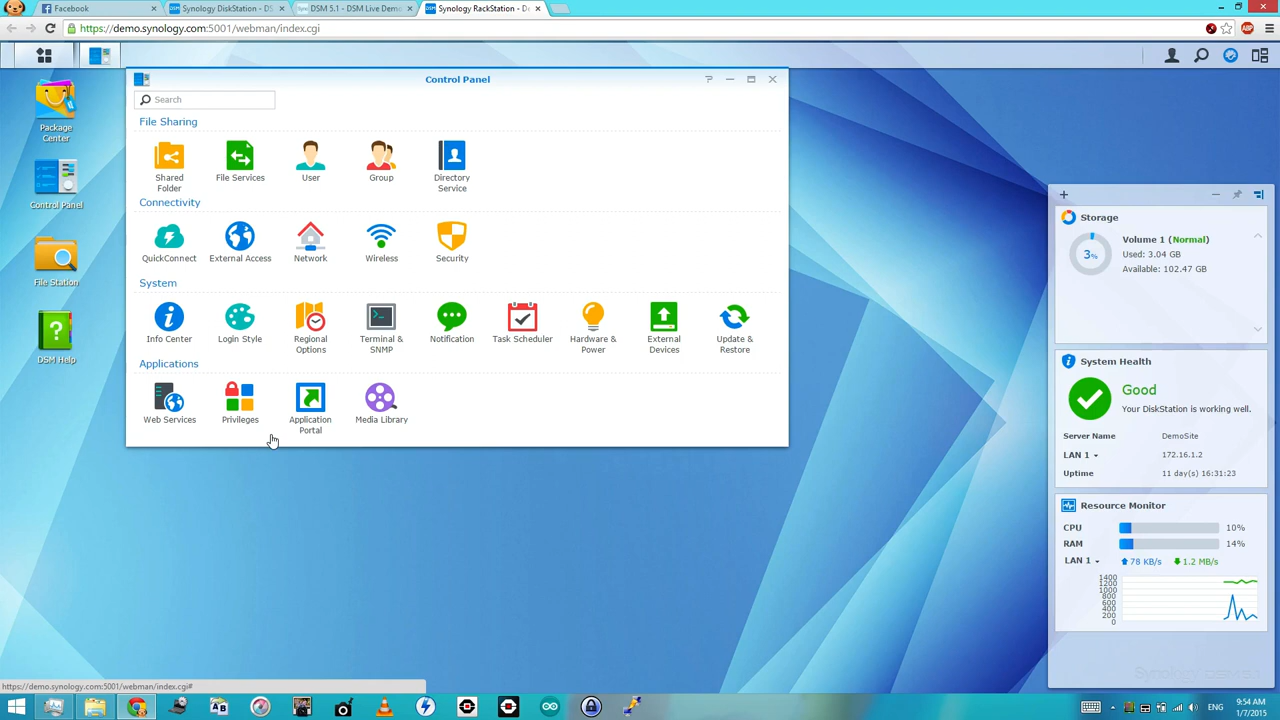 Facebook
Synology DiskStation - DS
DSM 5.1 - DSM Live Demo
Synology RackStation - De
https://demo.synology.com:5001/webman/index.cgi
ABP
Package
Center
Control Panel
File Station
DSM Help
Control Panel
Search
File Sharing
Shared
Folder
File Services
User
Group
Directory
Service
Connectivity
QuickConnect
External Access
Network
Wireless
Security
System
Info Center
Login Style
Regional
Options
Terminal &
SNMP
Notification
Task Scheduler
Hardware &
Power
External
Devices
Update &
Restore
Applications
Web Services
Privileges
Application
Portal
Media Library
Storage
3%
Volume 1 (Normal)
Used: 3.04 GB
Available: 102.47 GB
System Health
Good
Your DiskStation is working well.
Server Name DemoSite
LAN 1 172.16.1.2
Uptime 11 day(s) 16:31:23
Resource Monitor
CPU 10%
RAM 14%
LAN 1 78 KB/s 1.2 MB/s
1400
1200
1000
800
600
400
200
0
https://demo.synology.com:5001/webman/index.cgi#
ENG
9:54 AM
1/7/2015